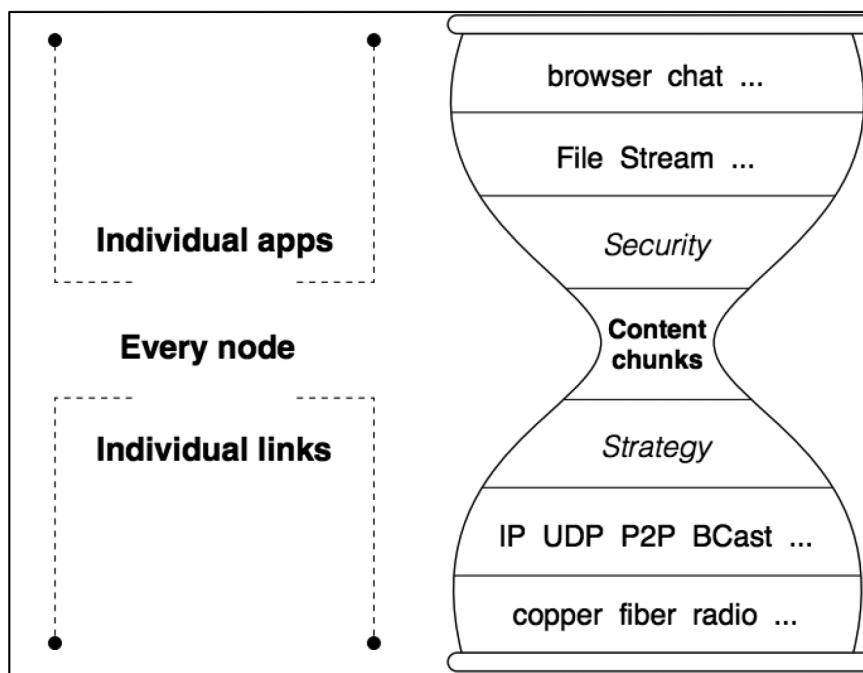 Individual apps
Every node
Individual links
browser chat ...
File Stream ...
Security
Content
chunks
Strategy
IP UDP P2P BCast ...
copper fiber radio ...